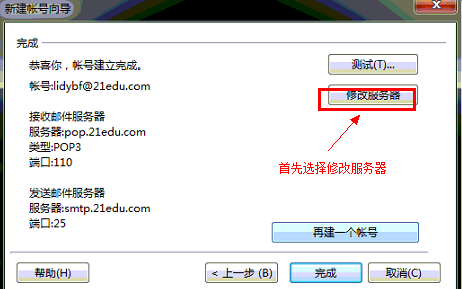 新建帐号向导
完成
恭喜你，帐号建立完成。
测试(T)...
帐号:lidybf@21edu.com
修改服务器
接收邮件服务器
服务器:pop.21edu.com
类型:POP3
端口:110
首先选择修改服务器
发送邮件服务器
服务器:smtp.21edu.com
端口:25
再建一个帐号
帮助(H)
< 上一步 (B)
完成
取消(C)